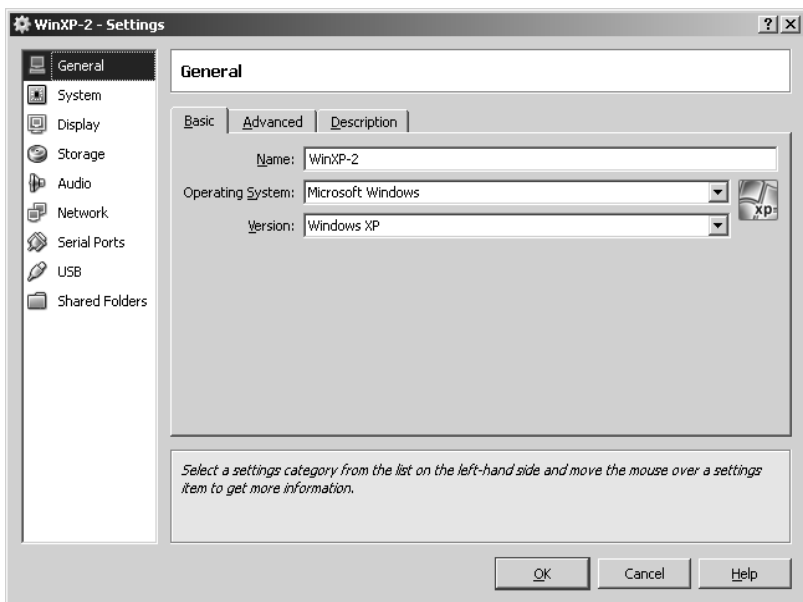 WinXP-2 - Settings
General
System
Display
Storage
Audio
Network
Serial Ports
USB
Shared Folders
General
Basic
Advanced
Description
Name: WinXP-2
Operating System: Microsoft Windows
Version: Windows XP
xp
Select a settings category from the list on the left-hand side and move the mouse over a settings
item to get more information.
OK
Cancel
Help